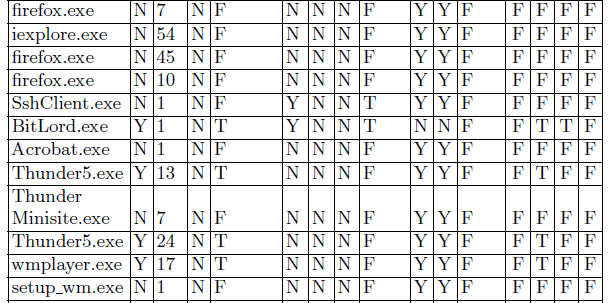 firefox.exe N 7 N F N N N F Y Y F F F F F
iexplore.exe N 54 N F N N N F Y Y F F F F F
firefox.exe N 45 N F N N N F Y Y F F F F F
firefox.exe N 10 N F N N N F Y Y F F F F F
SshClient.exe N 1 N F Y N N T Y Y F F F F F
BitLord.exe Y 1 N T Y N N T N N F F T T F
Acrobat.exe N 1 N F N N N F Y Y F F F F F
Thunder5.exe Y 13 N T N N N F Y Y F F T F F
Thunder
Minisite.exe N 7 N F N N N F Y Y F F F F F
Thunder5.exe Y 24 N T N N N F Y Y F F T F F
wmplayer.exe Y 17 N T N N N F Y Y F F T F F
setup_wm.exe N 1 N F N N N F Y Y F F F F F